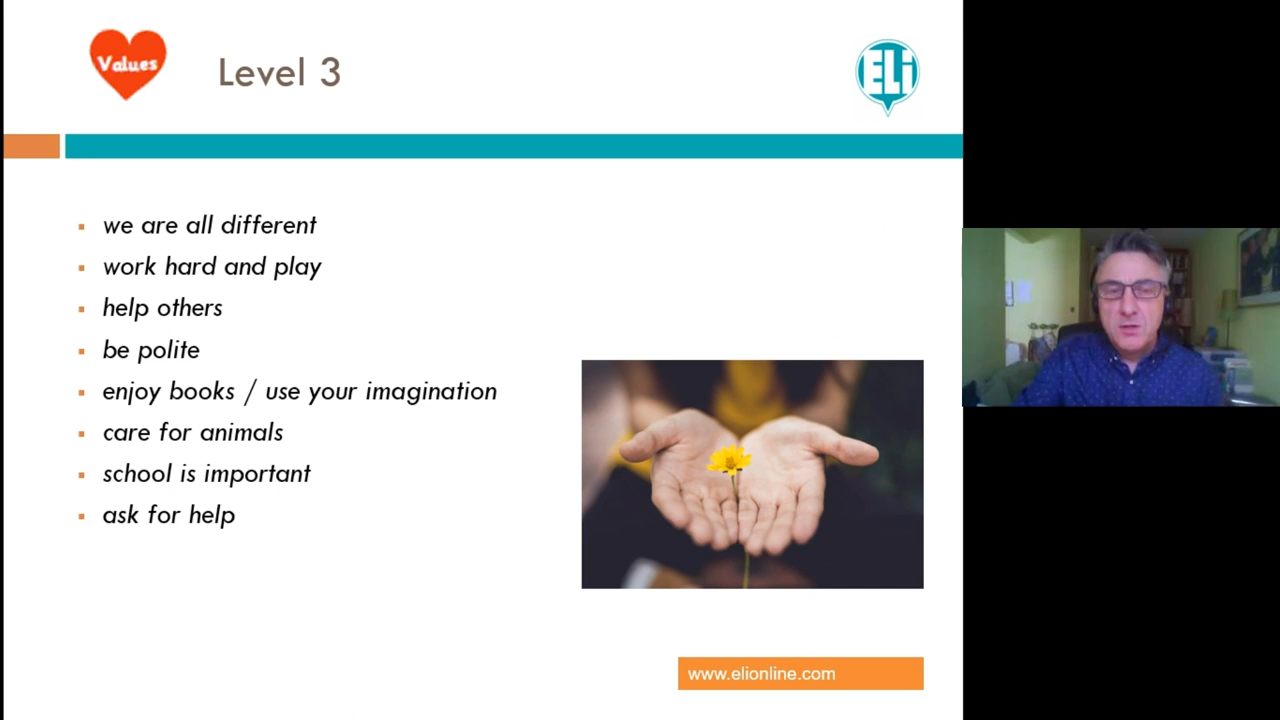 Values
Level 3
ELi
we are all different
work hard and play
help others
be polite
enjoy books / use your imagination
care for animals
school is important
ask for help
www.elionline.com